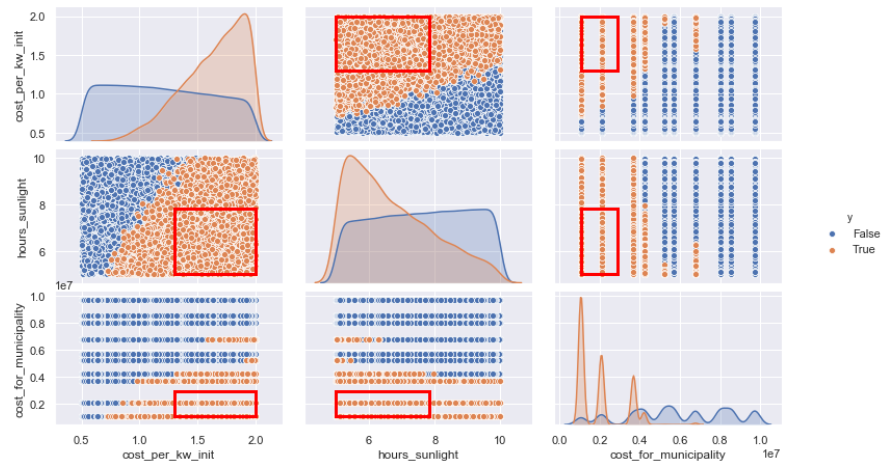 cost_per_kw_init
2.0
1.5
1.0
0.5
hours_sunlight
10
8
6
1e7
cost_for_municipality
1.0
0.8
0.6
0.4
0.2
0.5 1.0 1.5 2.0
cost_per_kw_init
6 8 10
hours_sunlight
0.0 0.2 0.4 0.6 0.8 1.0
1e7
cost_for_municipality
y
False
True